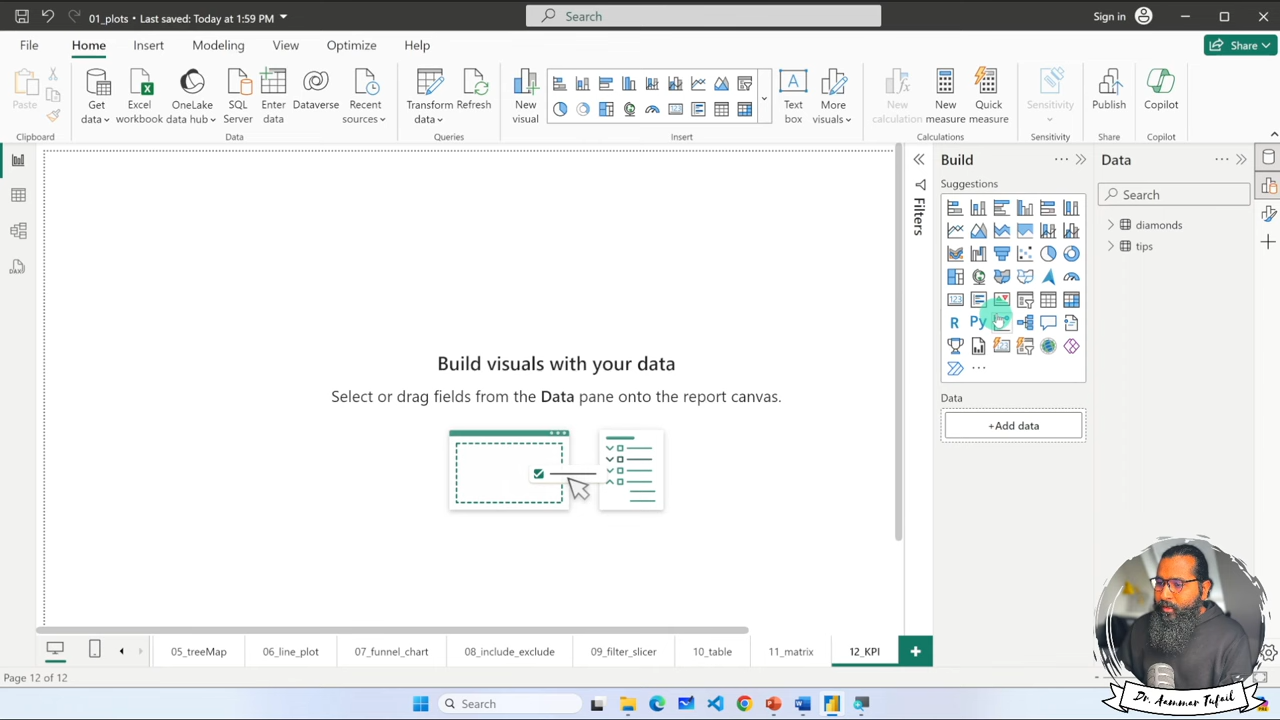 01_plots • Last saved: Today at 1:59 PM
Search
Sign in
File
Home
Insert
Modeling
View
Optimize
Help
Share
Paste
Get data
Excel workbook
OneLake data hub
SQL Server
Enter data
Dataverse
Recent sources
Transform data
Refresh
New visual
Text box
More visuals
New calculation
New measure
Quick measure
Sensitivity
Publish
Copilot
Clipboard
Data
Queries
Insert
Calculations
Sensitivity
Share
Copilot
Build visuals with your data
Select or drag fields from the Data pane onto the report canvas.
Filters
Build
Suggestions
123
R
Py
Data
+Add data
Data
Search
diamonds
tips
05_treeMap
06_line_plot
07_funnel_chart
08_include_exclude
09_filter_slicer
10_table
11_matrix
12_KPI
Page 12 of 12
Search
Dr. Aammar Tufail